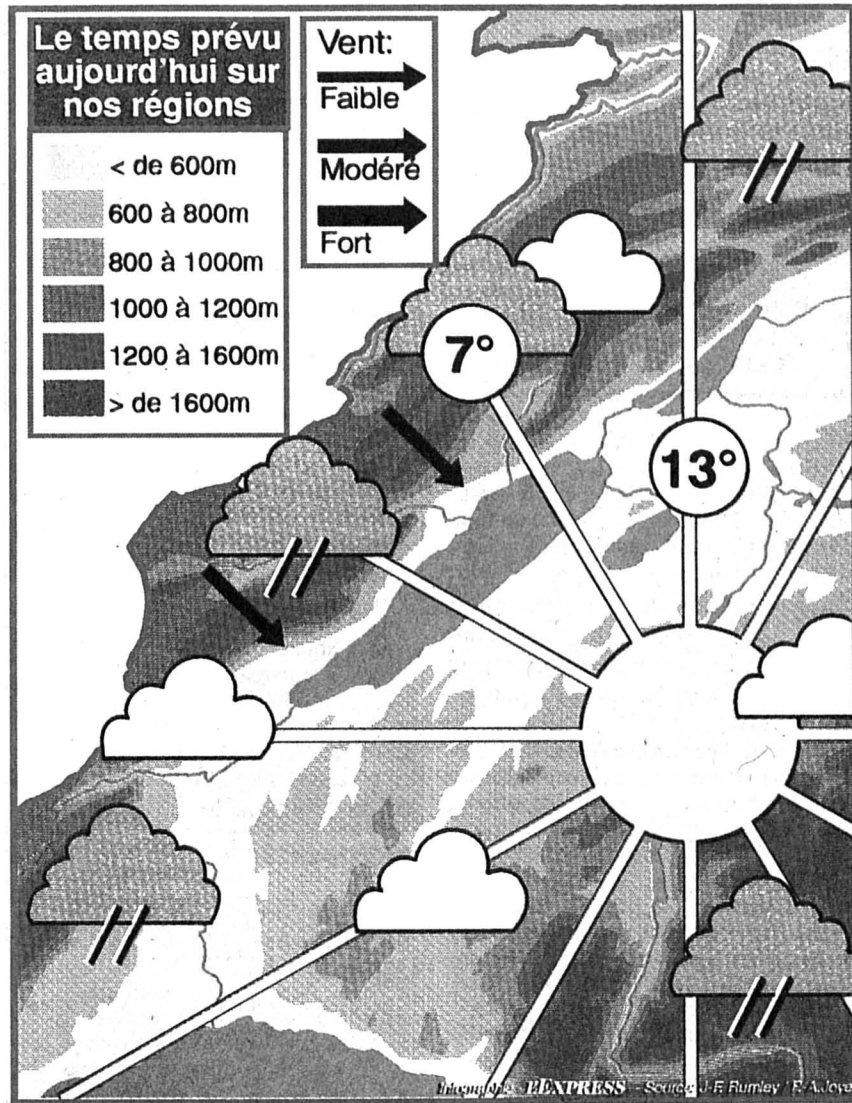 Le temps prévu
aujourd'hui sur
nos régions
< de 600m
600 à 800m
800 à 1000m
1000 à 1200m
1200 à 1600m
> de 1600m
Vent:
Faible
Modéré
Fort
7°
13°
Infographie - L'EXPRESS - Source: J-F. Rumley / P.-A. Joye